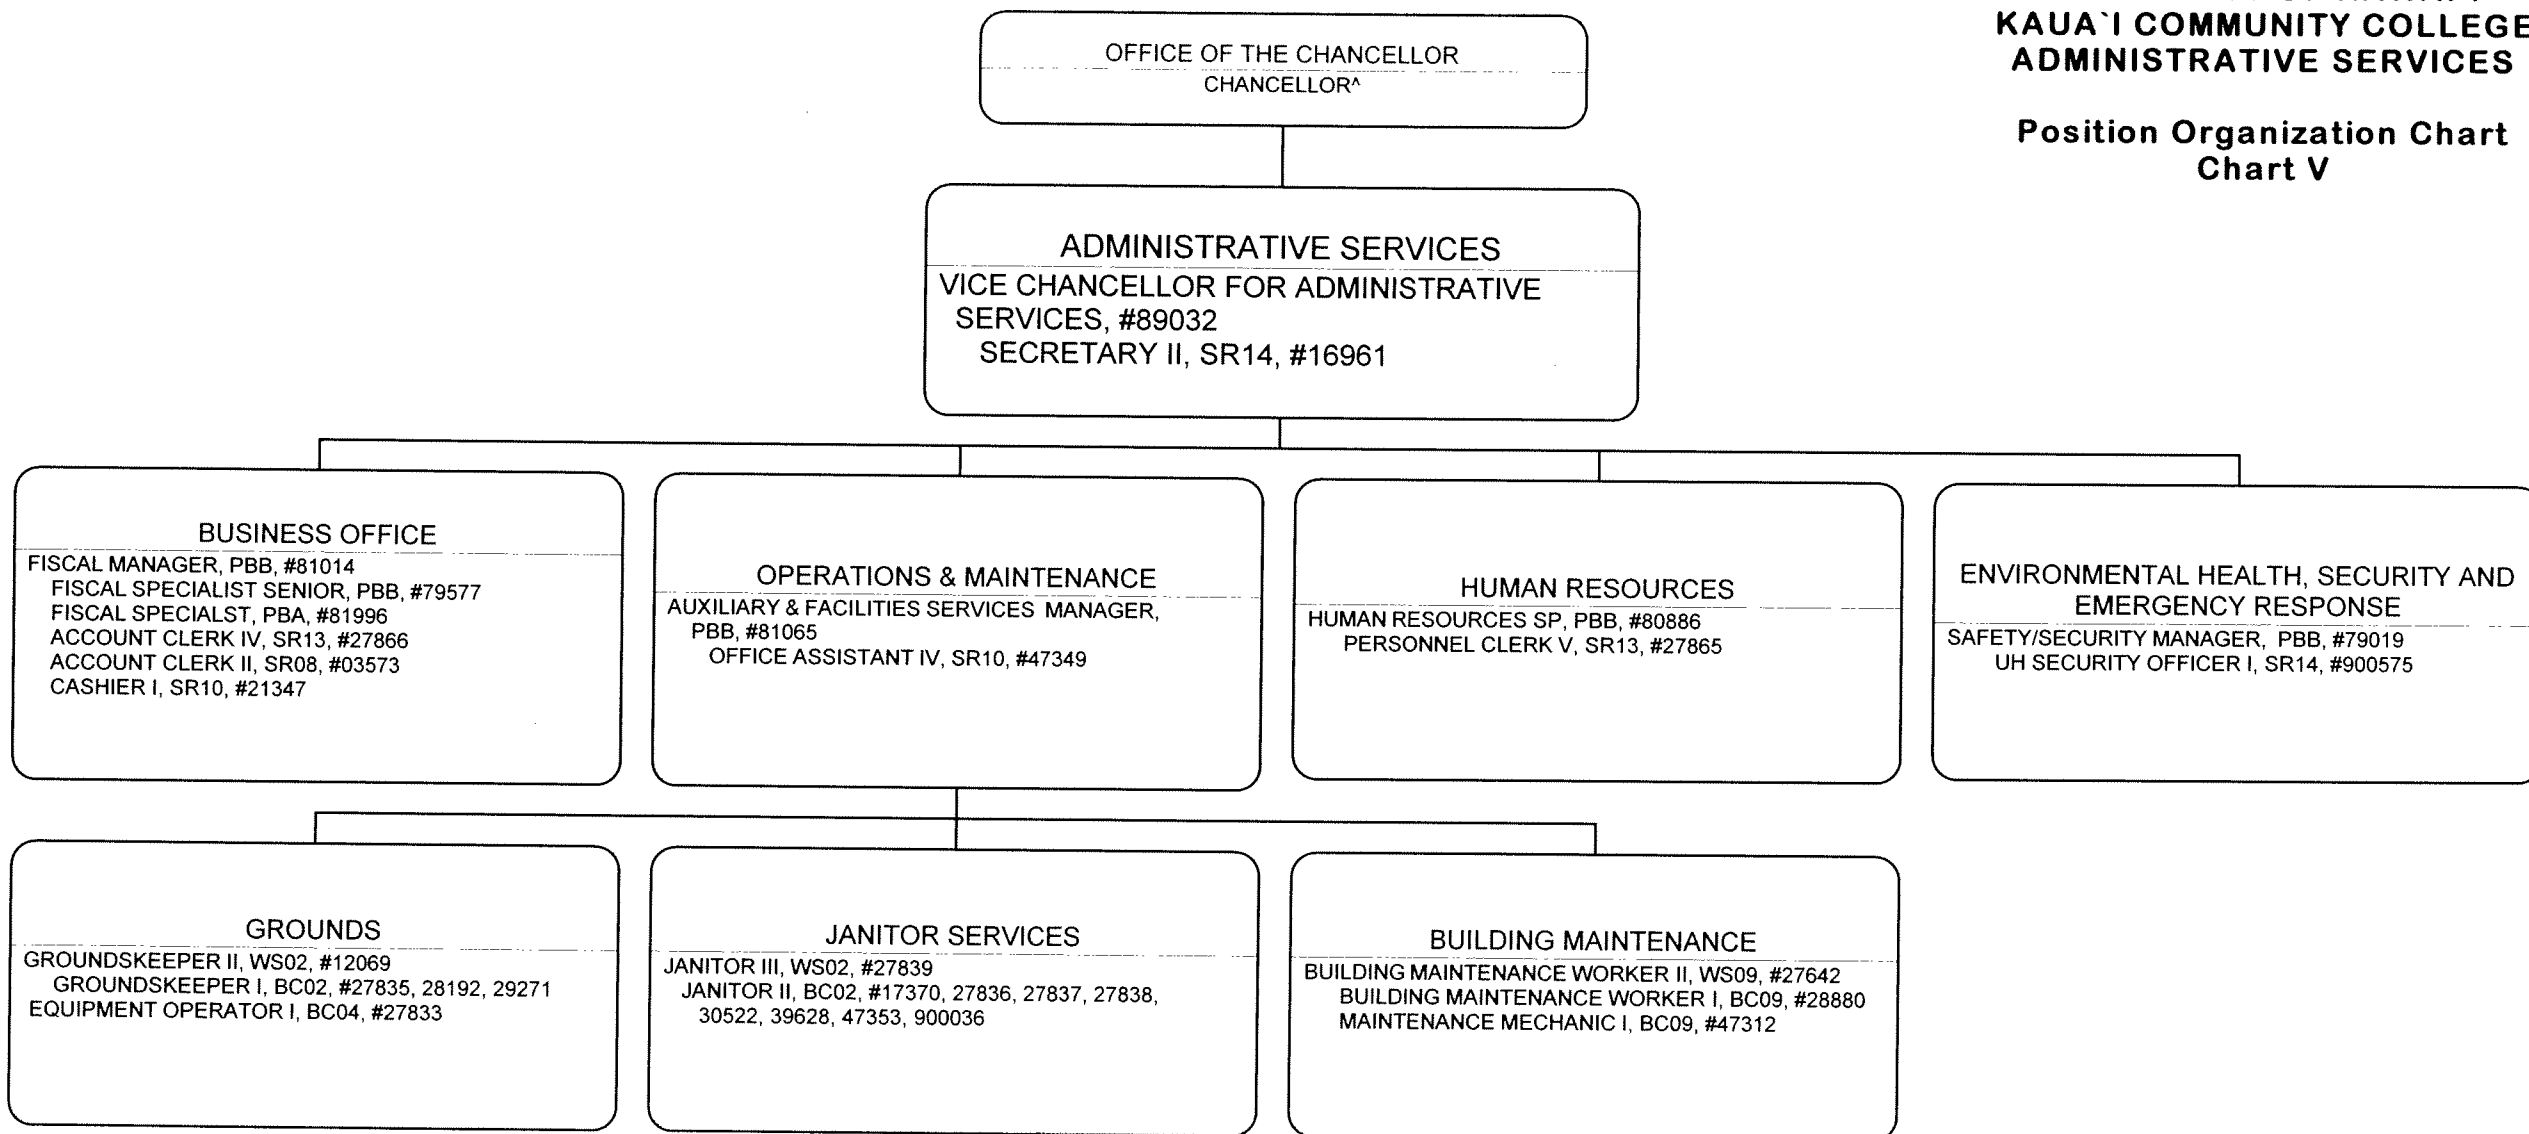 KAUA`I COMMUNITY COLLEGE
ADMINISTRATIVE SERVICES
Position Organization Chart
Chart V
OFFICE OF THE CHANCELLOR
CHANCELLOR^
ADMINISTRATIVE SERVICES
VICE CHANCELLOR FOR ADMINISTRATIVE
SERVICES, #89032
SECRETARY II, SR14, #16961
BUSINESS OFFICE
FISCAL MANAGER, PBB, #81014
FISCAL SPECIALIST SENIOR, PBB, #79577
FISCAL SPECIALST, PBA, #81996
ACCOUNT CLERK IV, SR13, #27866
ACCOUNT CLERK II, SR08, #03573
CASHIER I, SR10, #21347
OPERATIONS & MAINTENANCE
AUXILIARY & FACILITIES SERVICES MANAGER,
PBB, #81065
OFFICE ASSISTANT IV, SR10, #47349
HUMAN RESOURCES
HUMAN RESOURCES SP, PBB, #80886
PERSONNEL CLERK V, SR13, #27865
ENVIRONMENTAL HEALTH, SECURITY AND
EMERGENCY RESPONSE
SAFETY/SECURITY MANAGER, PBB, #79019
UH SECURITY OFFICER I, SR14, #900575
GROUNDS
GROUNDSKEEPER II, WS02, #12069
GROUNDSKEEPER I, BC02, #27835, 28192, 29271
EQUIPMENT OPERATOR I, BC04, #27833
JANITOR SERVICES
JANITOR III, WS02, #27839
JANITOR II, BC02, #17370, 27836, 27837, 27838,
30522, 39628, 47353, 900036
BUILDING MAINTENANCE
BUILDING MAINTENANCE WORKER II, WS09, #27642
BUILDING MAINTENANCE WORKER I, BC09, #28880
MAINTENANCE MECHANIC I, BC09, #47312